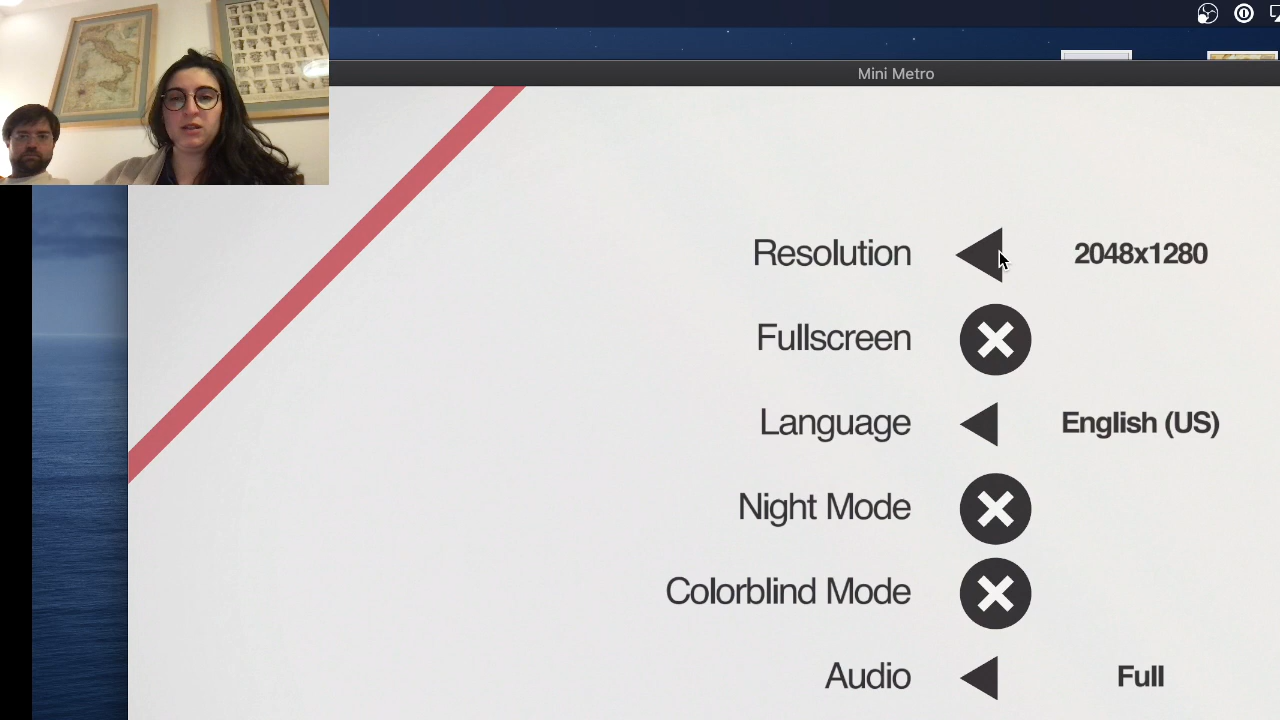 Mini Metro
Resolution 2048x1280
Fullscreen
Language English (US)
Night Mode
Colorblind Mode
Audio Full